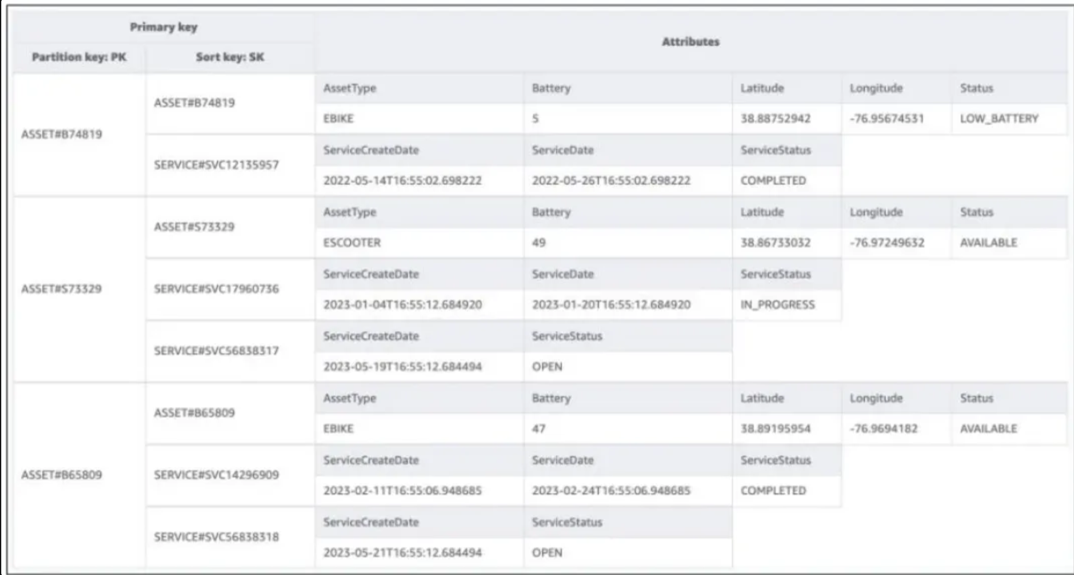 Primary key
Attributes
Partition key: PK Sort key: SK
AssetType Battery Latitude Longitude Status
ASSET#B74819
EBIKE 5 38.88752942 -76.95674531 LOW_BATTERY
ASSET#B74819
ServiceCreateDate ServiceDate ServiceStatus
SERVICE#SVC12135957
2022-05-14T16:55:02.698222 2022-05-26T16:55:02.698222 COMPLETED
AssetType Battery Latitude Longitude Status
ASSET#S73329
ESCOOTER 49 38.86733032 -76.97249632 AVAILABLE
ServiceCreateDate ServiceDate ServiceStatus
ASSET#S73329 SERVICE#SVC17960736
2023-01-04T16:55:12.684920 2023-01-20T16:55:12.684920 IN_PROGRESS
ServiceCreateDate ServiceStatus
SERVICE#SVC56838317
2023-05-19T16:55:12.684494 OPEN
AssetType Battery Latitude Longitude Status
ASSET#B65809
EBIKE 47 38.89195954 -76.9694182 AVAILABLE
ServiceCreateDate ServiceDate ServiceStatus
ASSET#B65809 SERVICE#SVC14296909
2023-02-11T16:55:06.948685 2023-02-24T16:55:06.948685 COMPLETED
ServiceCreateDate ServiceStatus
SERVICE#SVC56838318
2023-05-21T16:55:12.684494 OPEN